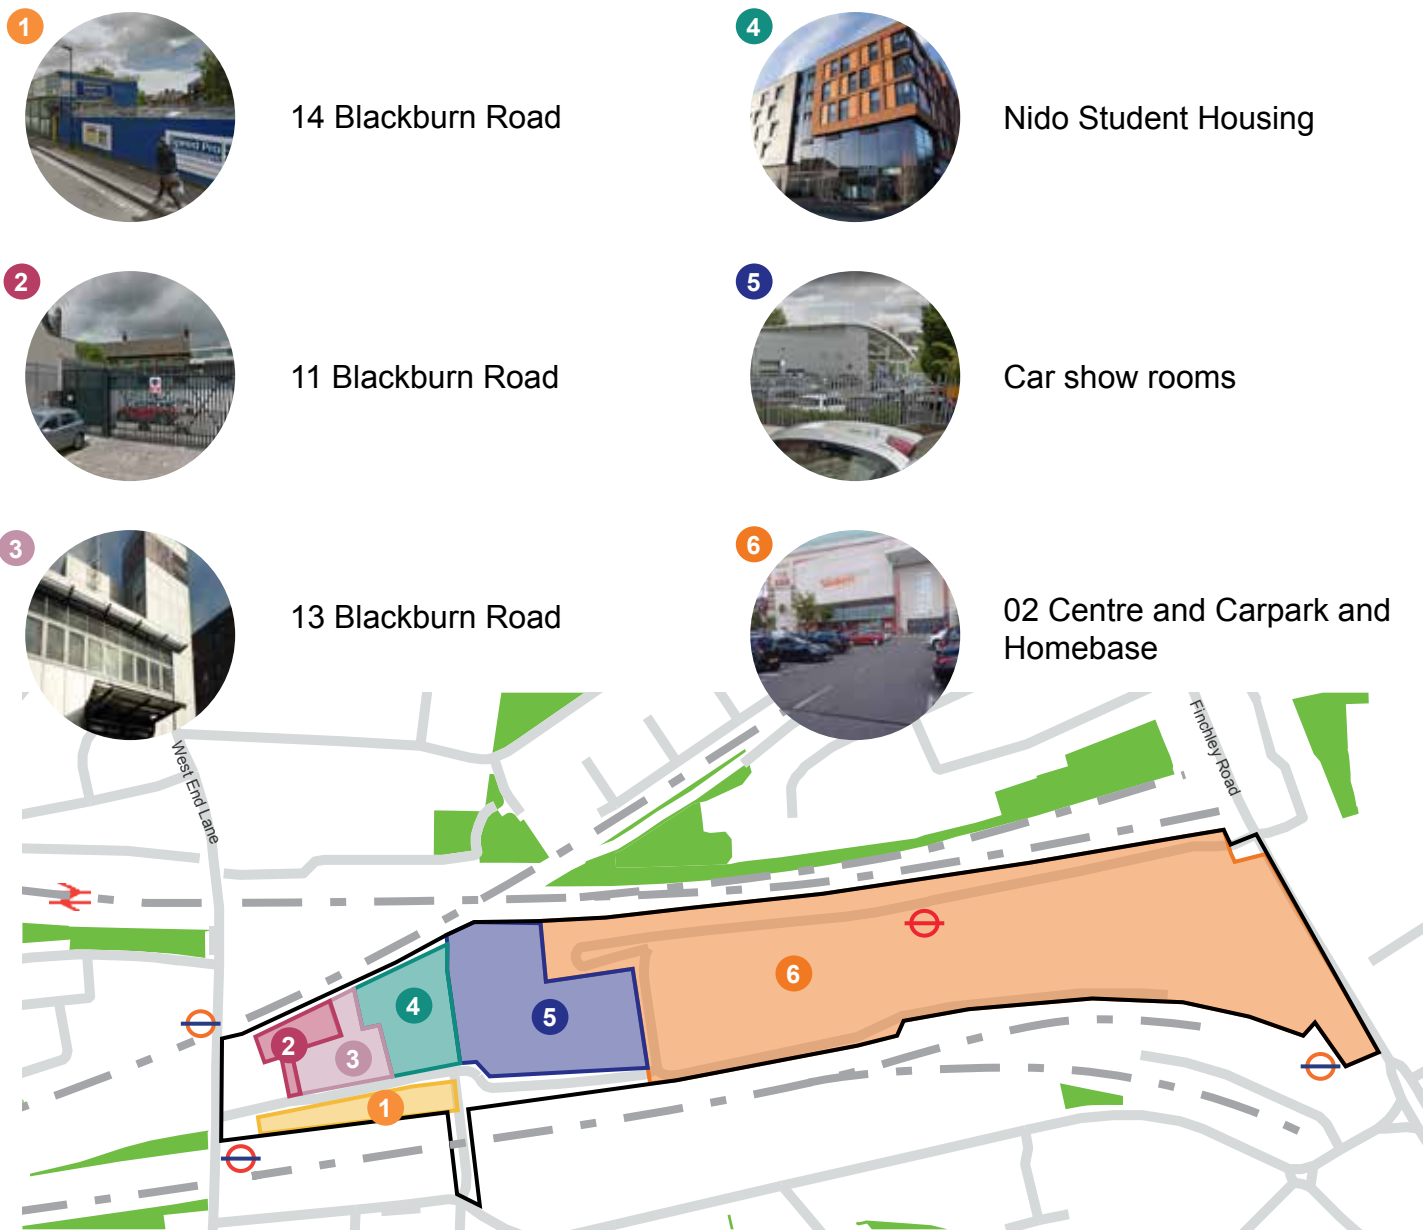 1
14 Blackburn Road
2
11 Blackburn Road
3
13 Blackburn Road
4
Nido Student Housing
5
Car show rooms
6
02 Centre and Carpark and
Homebase
West End Lane
Finchley Road
1
2
3
4
5
6